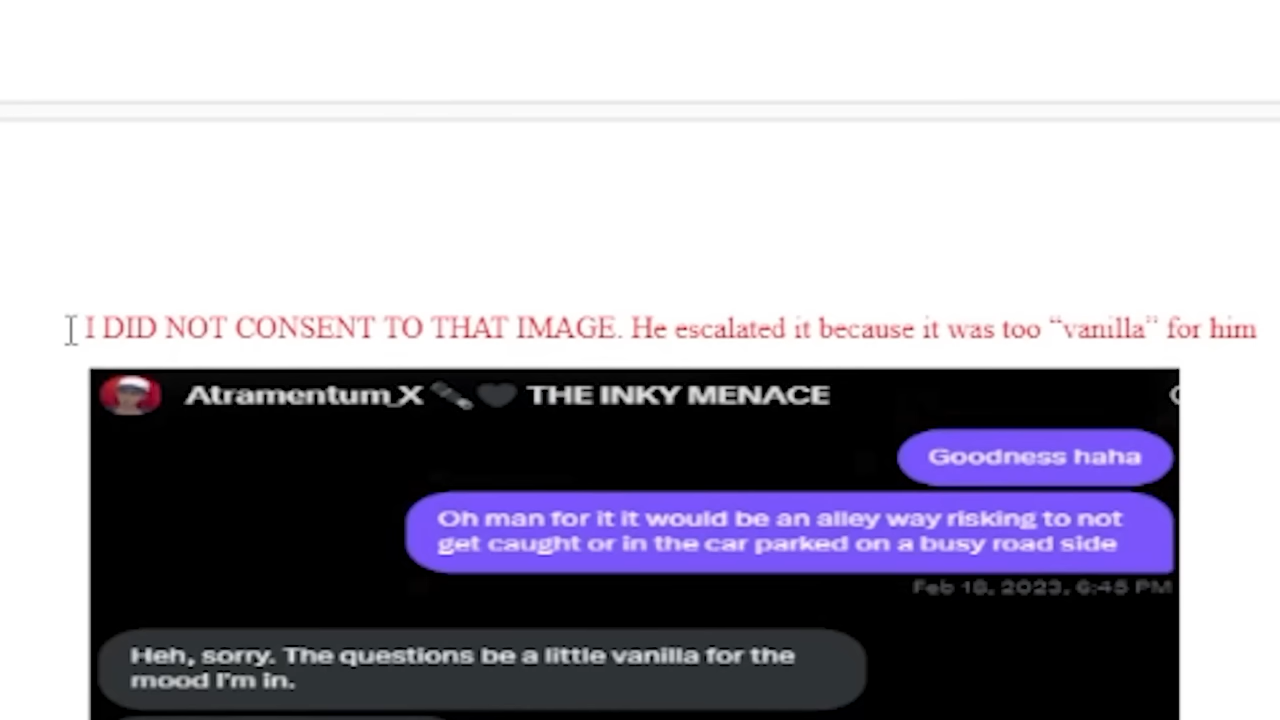 I DID NOT CONSENT TO THAT IMAGE. He escalated it because it was too “vanilla” for him
Atramentum_X ✒️🖤 THE INKY MENACE
Goodness haha
Oh man for it it would be an alley way risking to not
get caught or in the car parked on a busy road side
Feb 18, 2023, 6:45 PM
Heh, sorry. The questions be a little vanilla for the
mood I'm in.